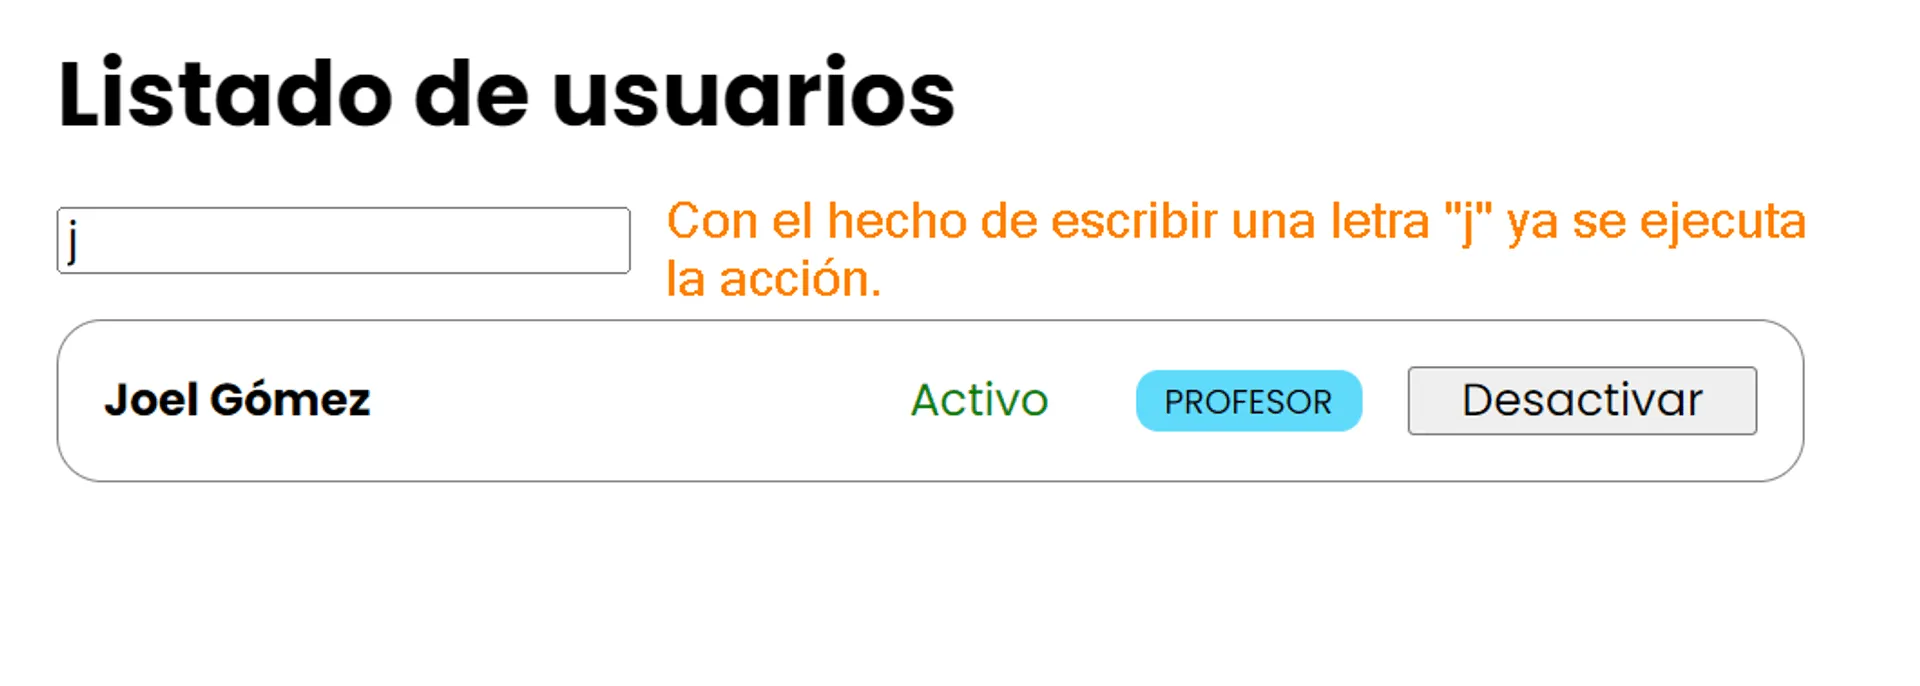 Listado de usuarios
j
Con el hecho de escribir una letra "j" ya se ejecuta
la acción.
Joel Gómez
Activo
PROFESOR
Desactivar